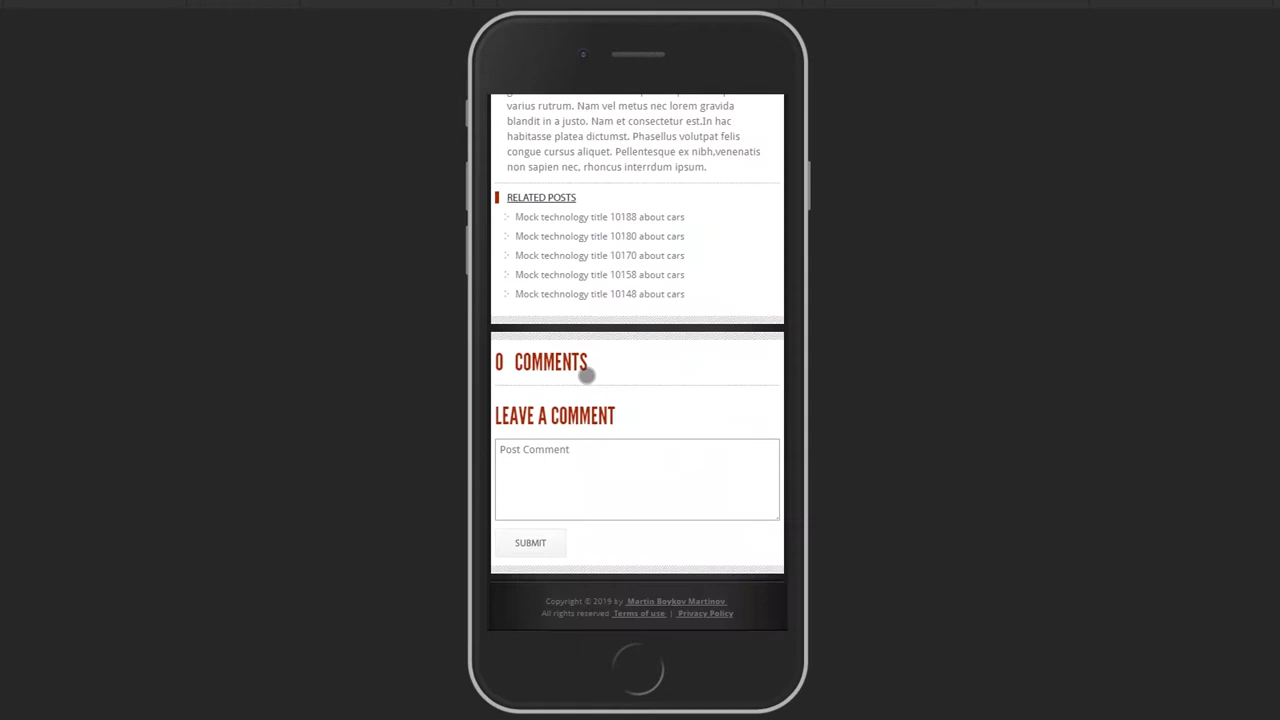 varius rutrum. Nam vel metus nec lorem gravida
blandit in a justo. Nam et consectetur est.In hac
habitasse platea dictumst. Phasellus volutpat felis
congue cursus aliquet. Pellentesque ex nibh,venenatis
non sapien nec, rhoncus interrdum ipsum.
RELATED POSTS
Mock technology title 10188 about cars
Mock technology title 10180 about cars
Mock technology title 10170 about cars
Mock technology title 10158 about cars
Mock technology title 10148 about cars
0 COMMENTS
LEAVE A COMMENT
Post Comment
SUBMIT
Copyright © 2019 by Martin Boykov Martinov
All rights reserved Terms of use | Privacy Policy